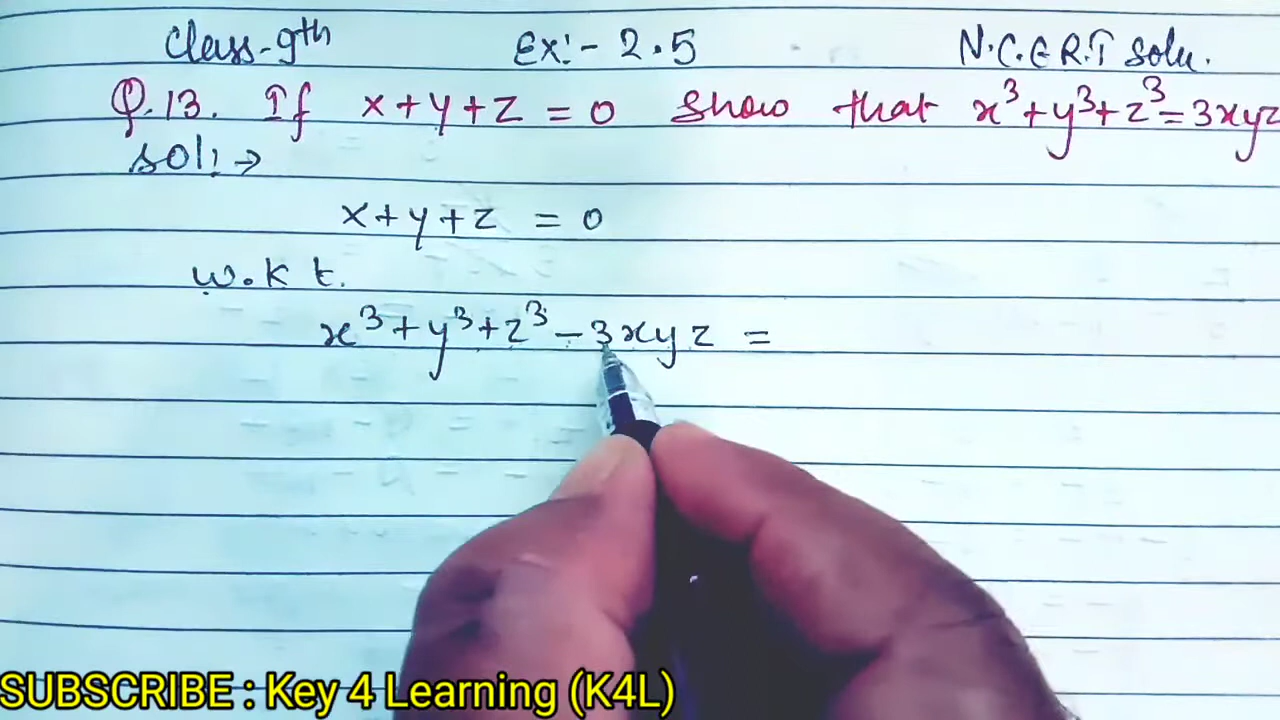 Class-9th Ex:- 2.5 N.C.E.R.T Solu.
Q.13. If x+y+z = 0 Show that x³+y³+z³=3xyz
Sol: →
x+y+z = 0
w.k t.
x³+y³+z³-3xyz =
SUBSCRIBE : Key 4 Learning (K4L)